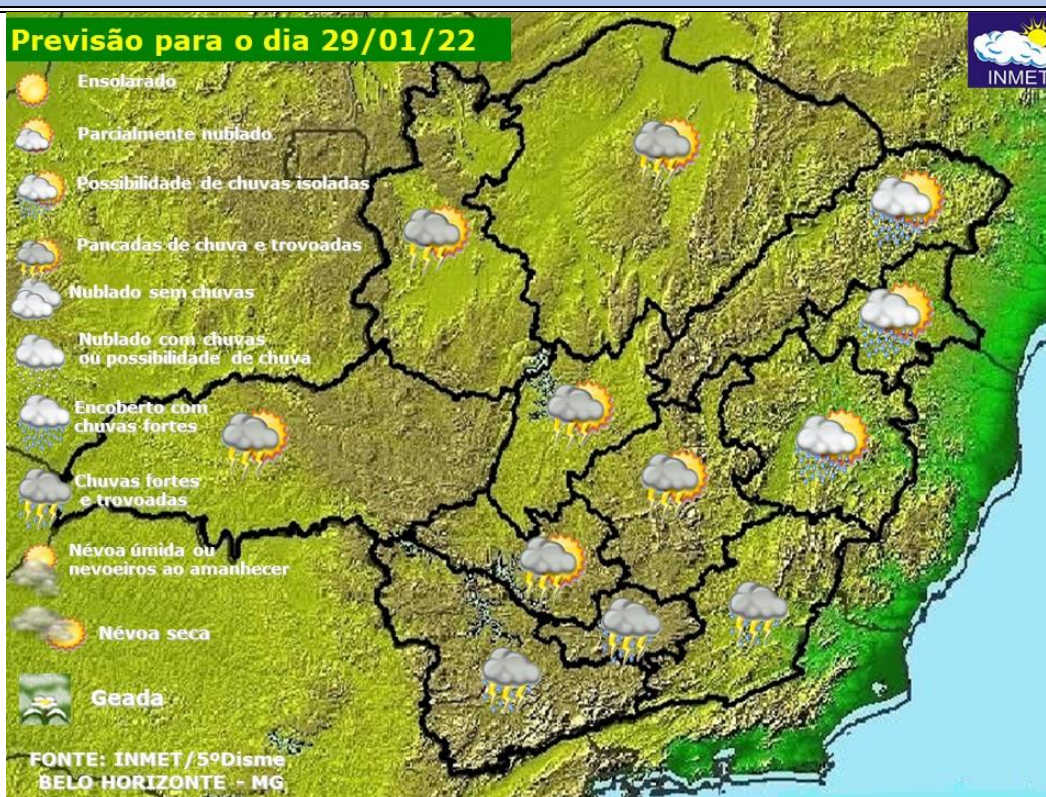 Previsão para o dia 29/01/22
INMET
Ensolarado
Parcialmente nublado
Possibilidade de chuvas isoladas
Pancadas de chuva e trovoadas
Nublado sem chuvas
Nublado com chuvas
ou possibilidade de chuva
Encoberto com
chuvas fortes
Chuvas fortes
e trovoadas
Névoa úmida ou
nevoeiros ao amanhecer
Névoa seca
Geada
FONTE: INMET/5ºDisme
BELO HORIZONTE - MG